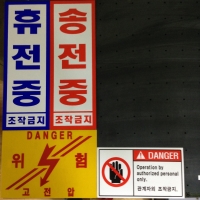 휴전중
조작금지
송전중
조작금지
DANGER
위험
고전압
DANGER
Operation by
authorized personal
only.
관계자외 조작금지.